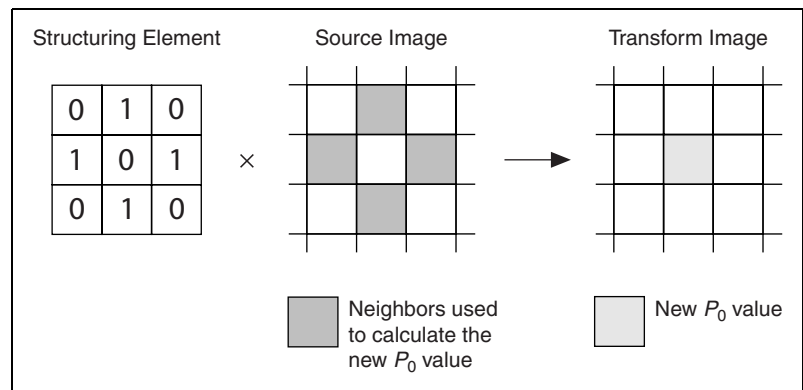 Structuring Element
Source Image
Transform Image
0 1 0
1 0 1
0 1 0
×
Neighbors used
to calculate the
new P0 value
New P0 value